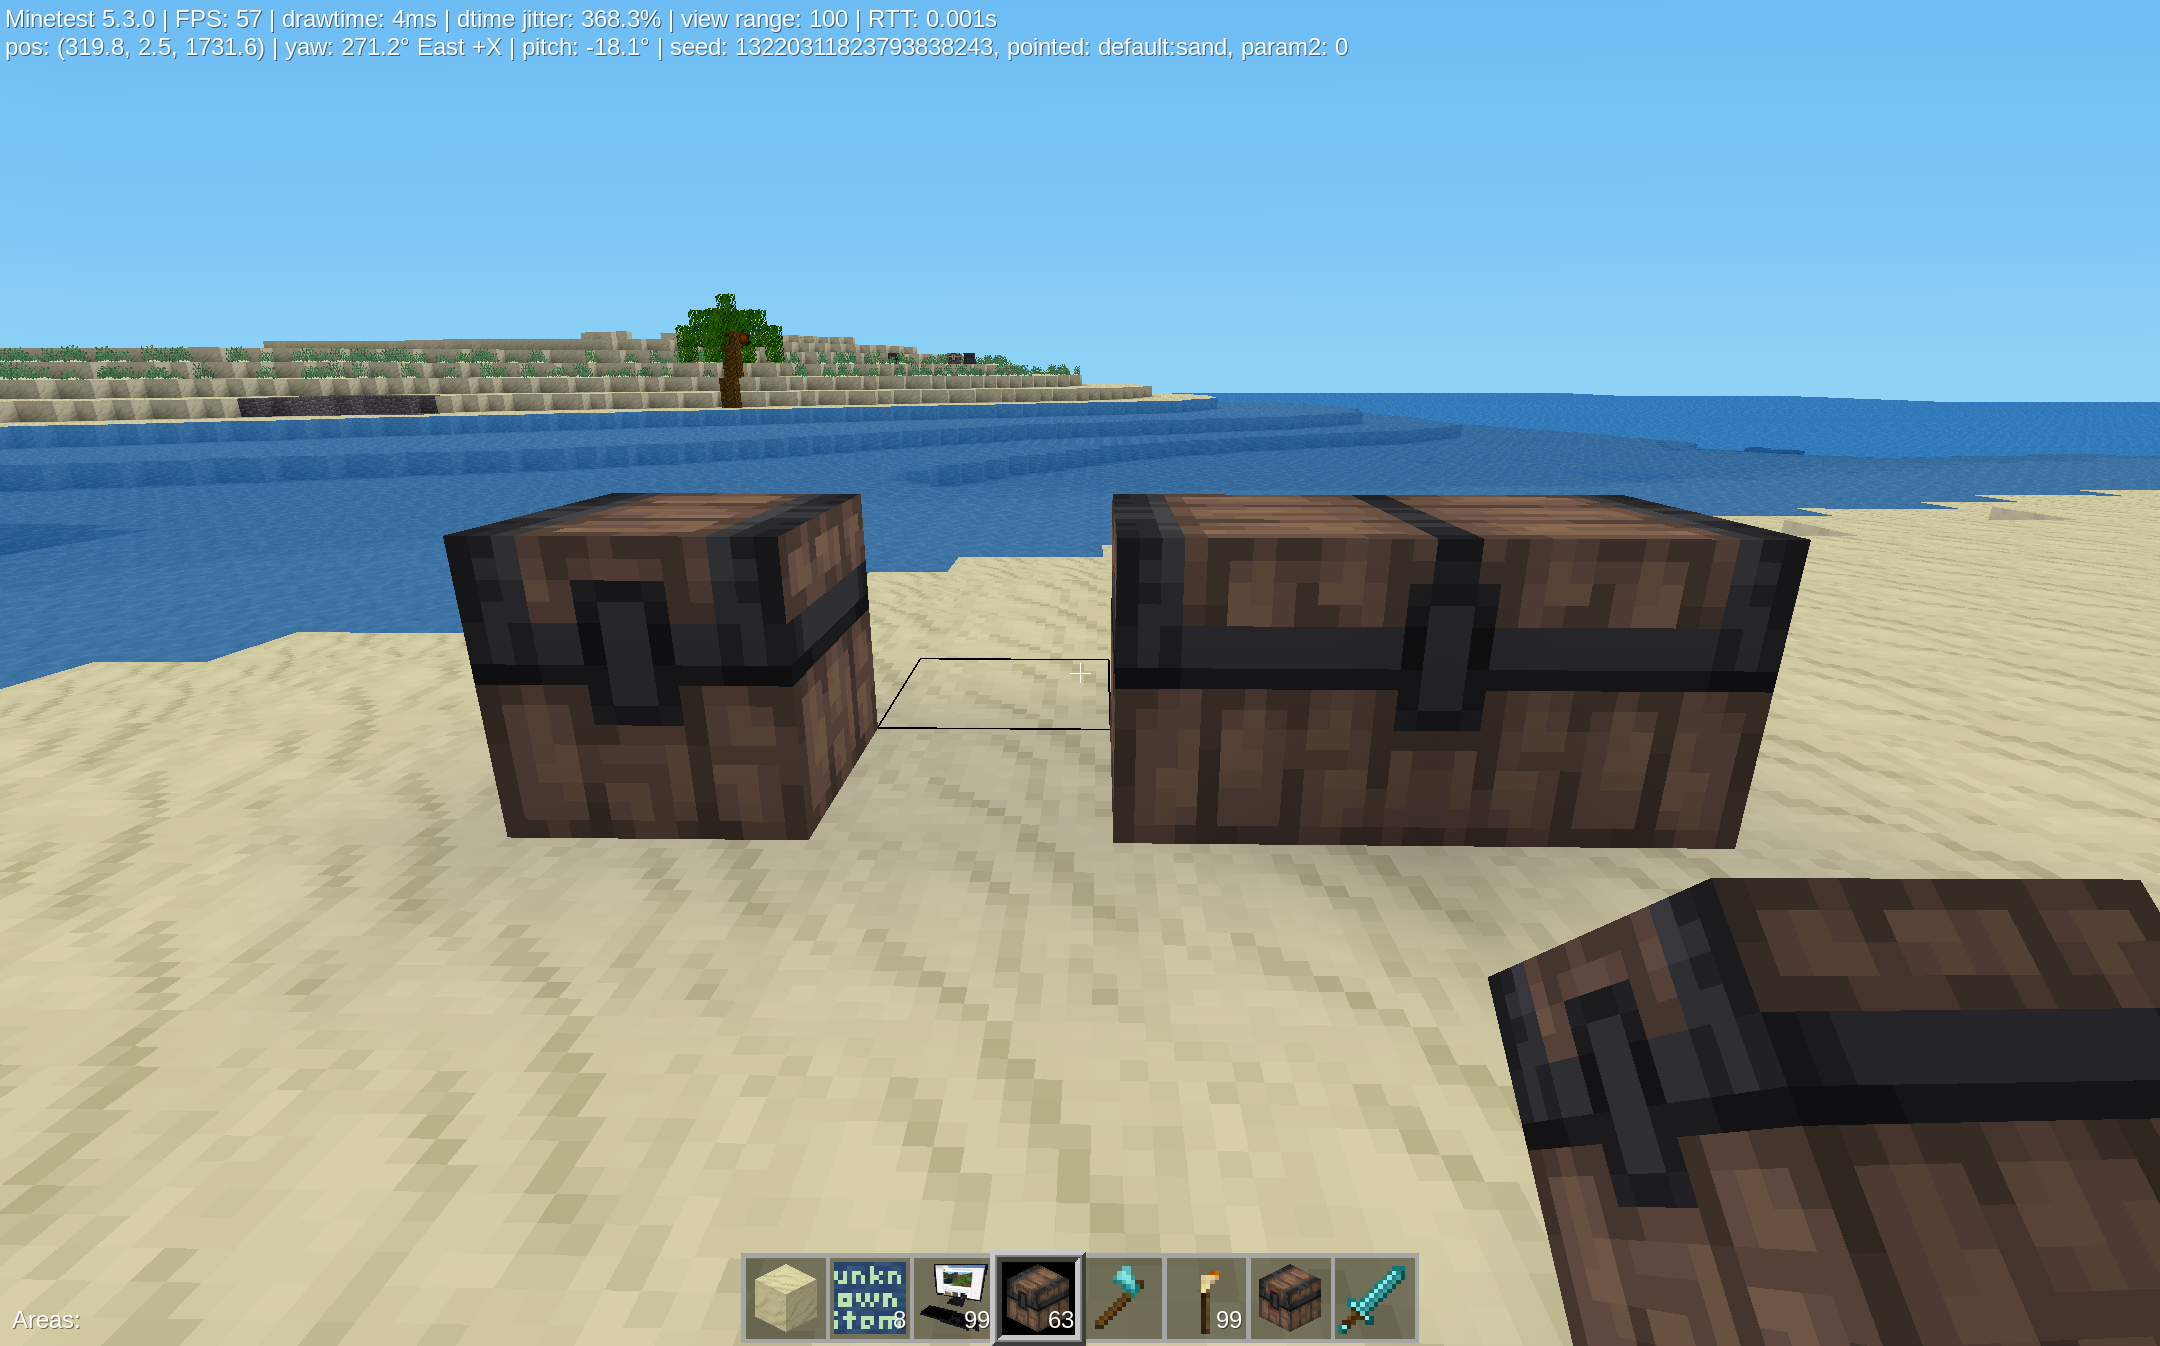 Minetest 5.3.0 | FPS: 57 | drawtime: 4ms | dtime jitter: 368.3% | view range: 100 | RTT: 0.001s
pos: (319.8, 2.5, 1731.6) | yaw: 271.2° East +X | pitch: -18.1° | seed: 13220311823793838243, pointed: default:sand, param2: 0
unkn
own
item 8
99
63
99
Areas: